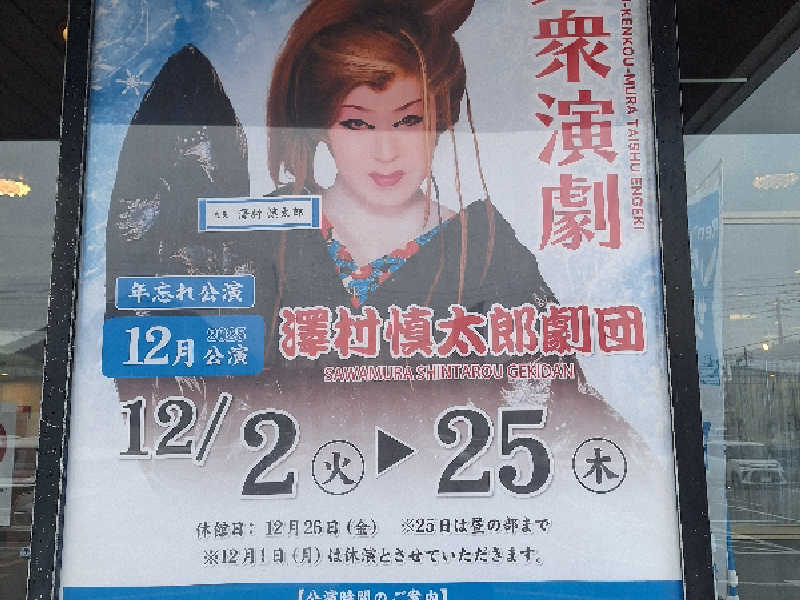 衆演劇
-KENKOU-MURA TAISHU ENGEKI
澤村 慎太郎
年忘れ公演
12月 2025 公演
澤村慎太郎劇団
SAWAMURA SHINTAROU GEKIDAN
12/2 火 ▶ 25 木
休館日：12月26日（金） ※25日は昼の部まで
※12月1日（月）は休演とさせていただきます。
【公演時間のご案内】